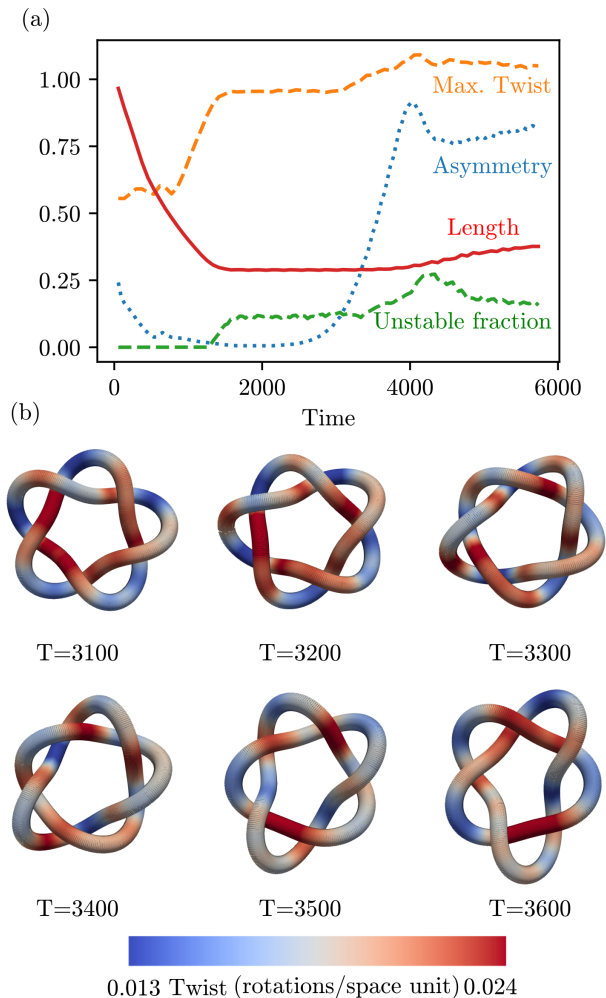 (a)
1.00
0.75
0.50
0.25
0.00
Max. Twist
Asymmetry
Length
Unstable fraction
0 2000 4000 6000
Time
(b)
T=3100 T=3200 T=3300
T=3400 T=3500 T=3600
0.013 Twist (rotations/space unit) 0.024